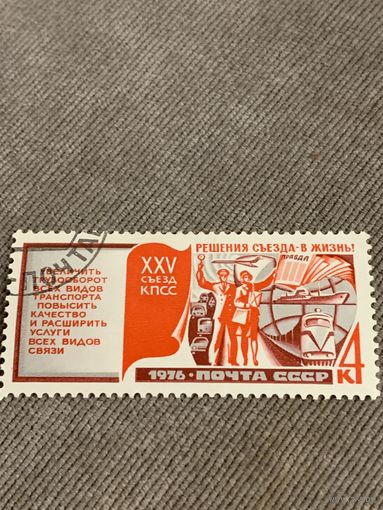 РЕШЕНИЯ СЪЕЗДА-В ЖИЗНЬ!
ПРАВДА
XXV
СЪЕЗД
КПСС
УВЕЛИЧИТЬ
ГРУЗООБОРОТ
ВСЕХ ВИДОВ
ТРАНСПОРТА
ПОВЫСИТЬ
КАЧЕСТВО
И РАСШИРИТЬ
УСЛУГИ
ВСЕХ ВИДОВ
СВЯЗИ
ПОЧТА
1976 • ПОЧТА СССР
4
К